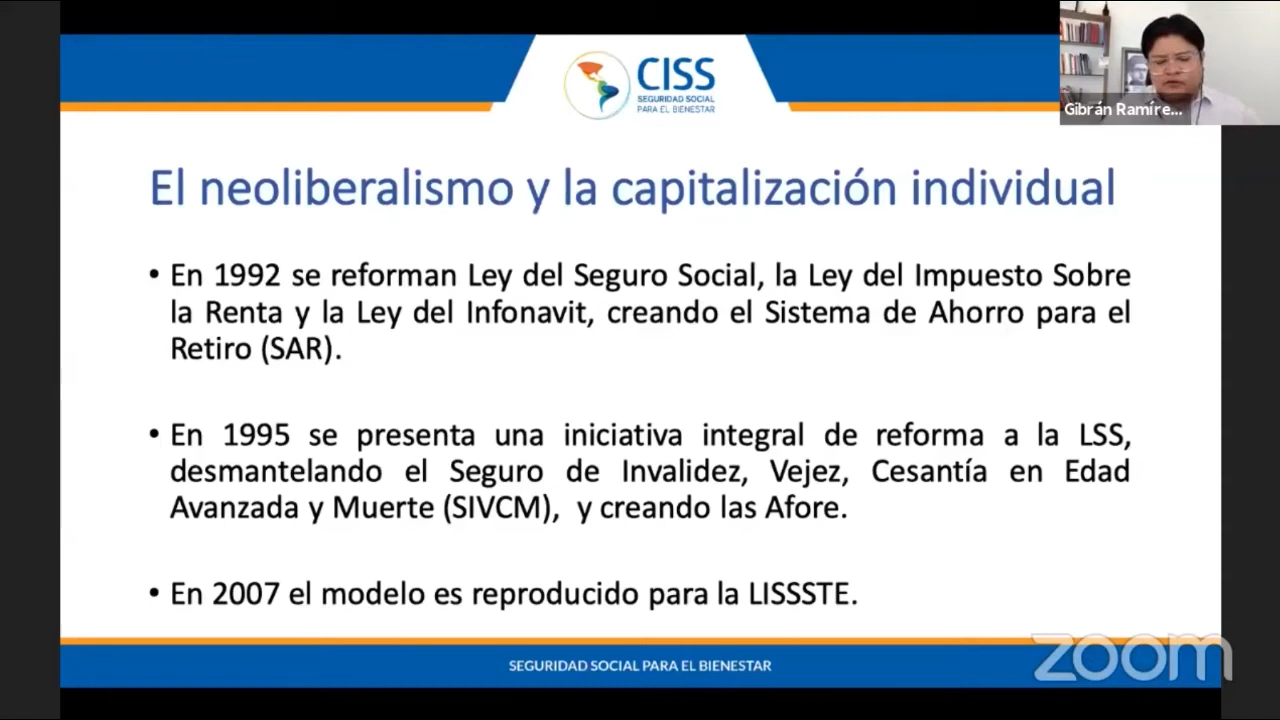 CISS
SEGURIDAD SOCIAL
PARA EL BIENESTAR
Gibrán Ramíre...
El neoliberalismo y la capitalización individual
• En 1992 se reforman Ley del Seguro Social, la Ley del Impuesto Sobre
la Renta y la Ley del Infonavit, creando el Sistema de Ahorro para el
Retiro (SAR).
• En 1995 se presenta una iniciativa integral de reforma a la LSS,
desmantelando el Seguro de Invalidez, Vejez, Cesantía en Edad
Avanzada y Muerte (SIVCM), y creando las Afore.
• En 2007 el modelo es reproducido para la LISSSTE.
SEGURIDAD SOCIAL PARA EL BIENESTAR
zoom